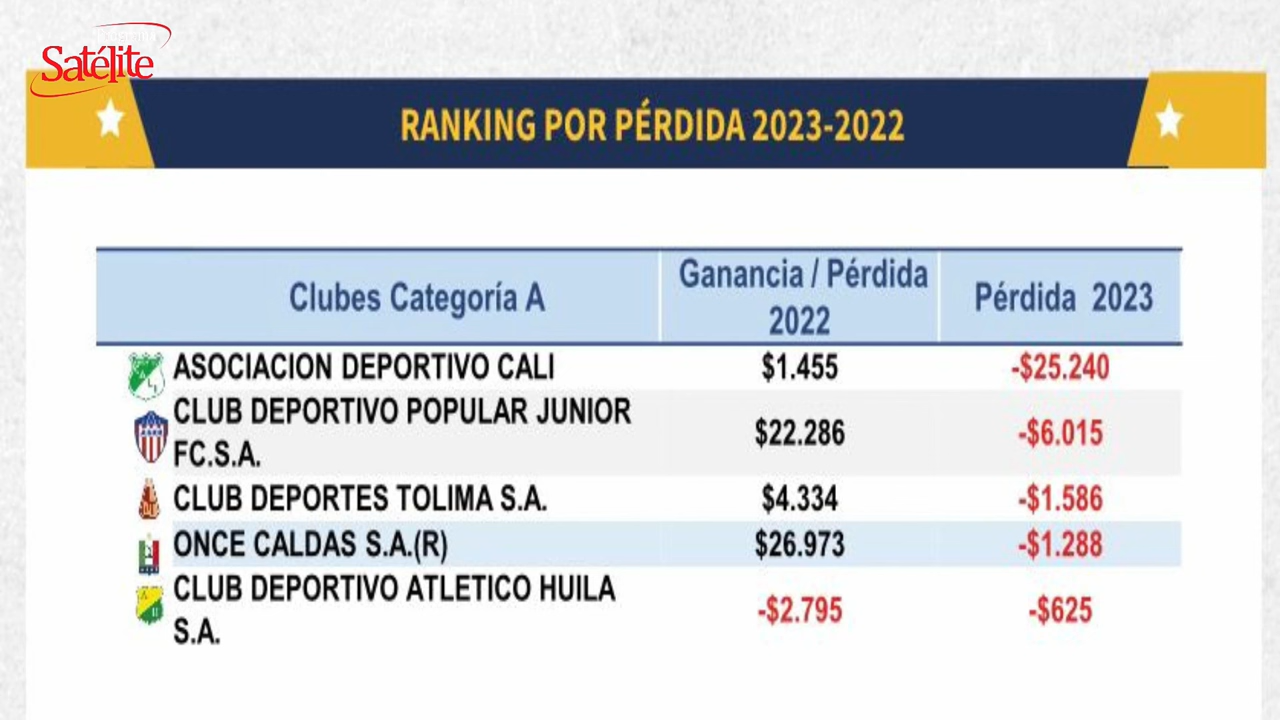 Satélite
RANKING POR PÉRDIDA 2023-2022
Clubes Categoría A
Ganancia / Pérdida
2022
Pérdida 2023
ASOCIACION DEPORTIVO CALI
$1.455
-$25.240
CLUB DEPORTIVO POPULAR JUNIOR
FC.S.A.
$22.286
-$6.015
CLUB DEPORTES TOLIMA S.A.
$4.334
-$1.586
ONCE CALDAS S.A.(R)
$26.973
-$1.288
CLUB DEPORTIVO ATLETICO HUILA
S.A.
-$2.795
-$625